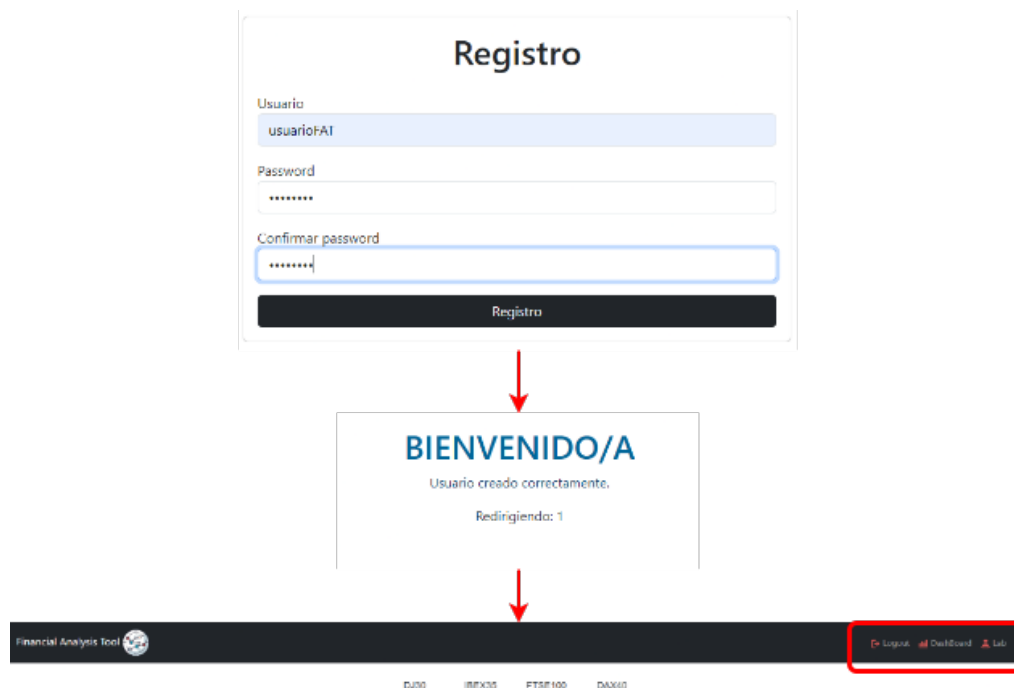 Registro
Usuario
usuarioFAT
Password
••••••••
Confirmar password
••••••••
Registro
BIENVENIDO/A
Usuario creado correctamente.
Redirigiendo: 1
Financial Analysis Tool
Logout DashBoard Lab
DJ30 IBEX35 FTSE100 DAX40